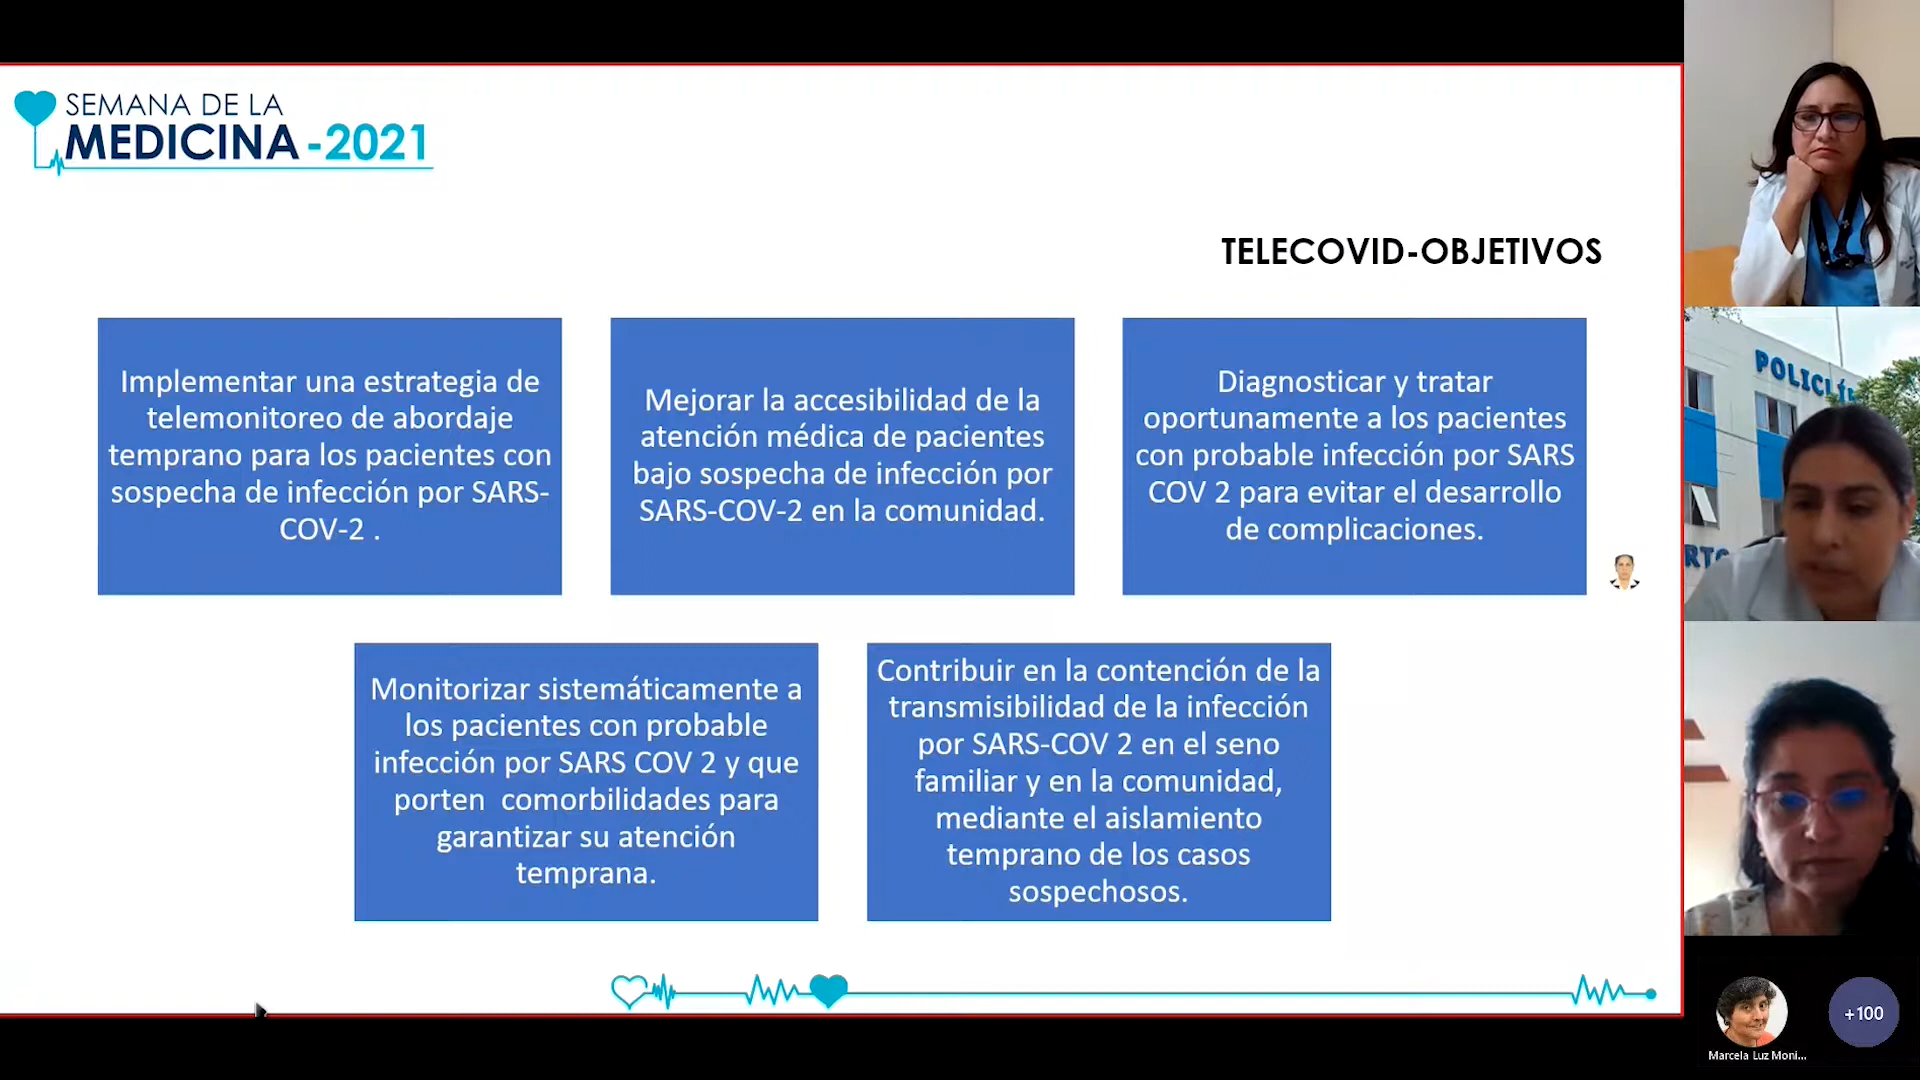 SEMANA DE LA
MEDICINA-2021
TELECOVID-OBJETIVOS
Implementar una estrategia de
telemonitoreo de abordaje
temprano para los pacientes con
sospecha de infección por SARS-
COV-2 .
Mejorar la accesibilidad de la
atención médica de pacientes
bajo sospecha de infección por
SARS-COV-2 en la comunidad.
Diagnosticar y tratar
oportunamente a los pacientes
con probable infección por SARS
COV 2 para evitar el desarrollo
de complicaciones.
Monitorizar sistemáticamente a
los pacientes con probable
infección por SARS COV 2 y que
porten comorbilidades para
garantizar su atención
temprana.
Contribuir en la contención de la
transmisibilidad de la infección
por SARS-COV 2 en el seno
familiar y en la comunidad,
mediante el aislamiento
temprano de los casos
sospechosos.
POLICLÍ
RTO
Marcela Luz Moni...
+100